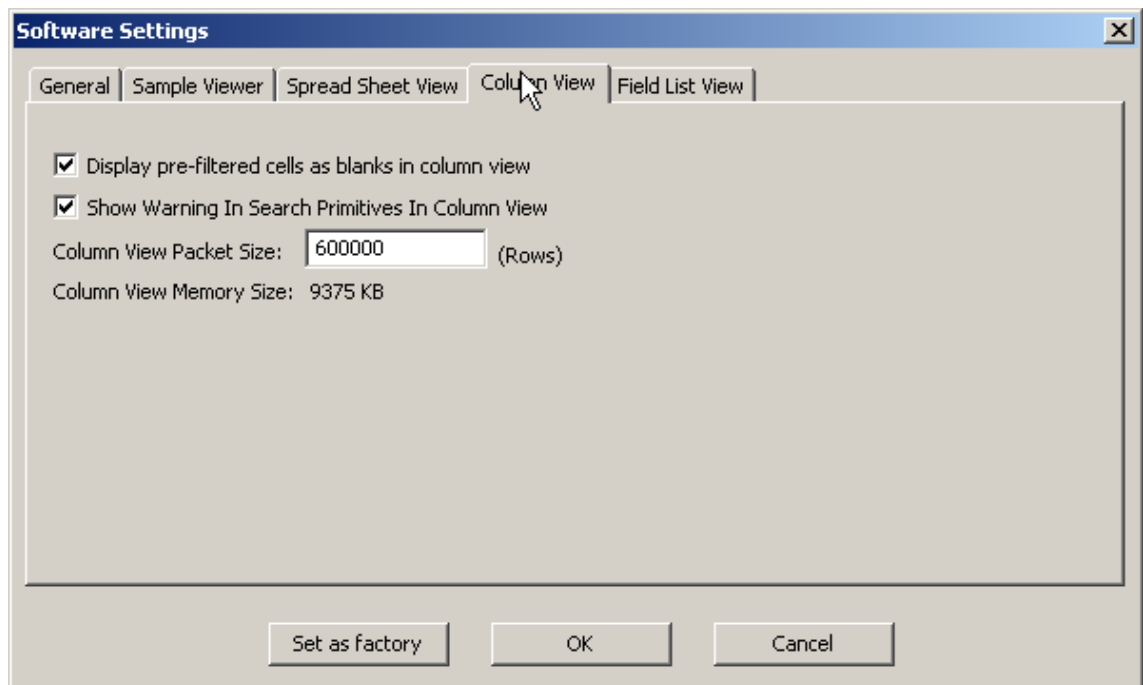 Software Settings
General Sample Viewer Spread Sheet View Column View Field List View
Display pre-filtered cells as blanks in column view
Show Warning In Search Primitives In Column View
Column View Packet Size: 600000 (Rows)
Column View Memory Size: 9375 KB
Set as factory OK Cancel